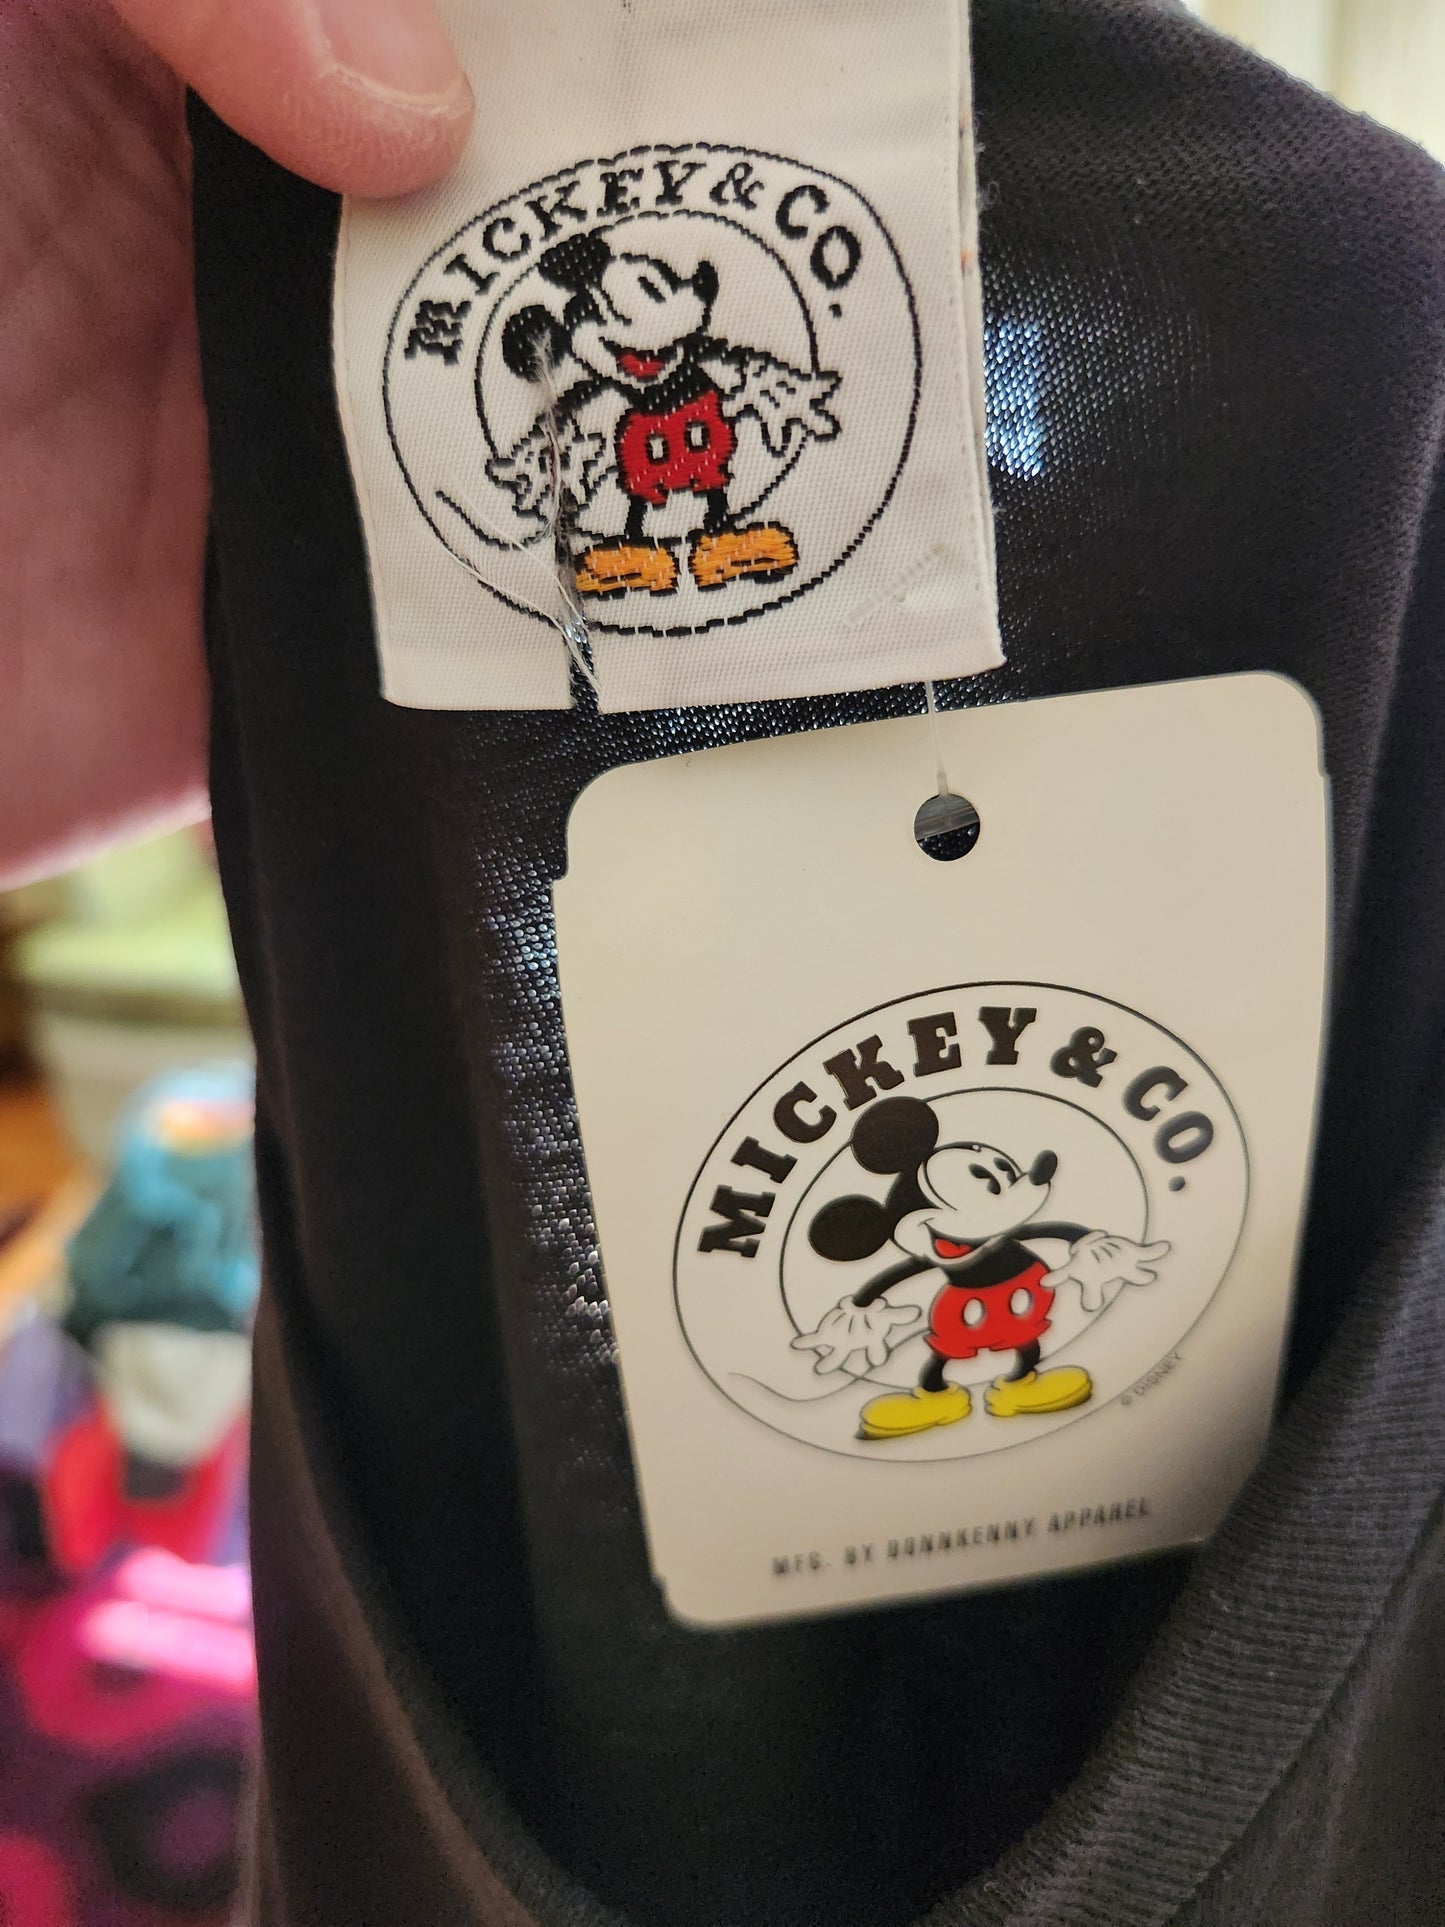 MICKEY & CO.
MICKEY & CO.
© DISNEY
MFG. BY DONNKENNY APPAREL